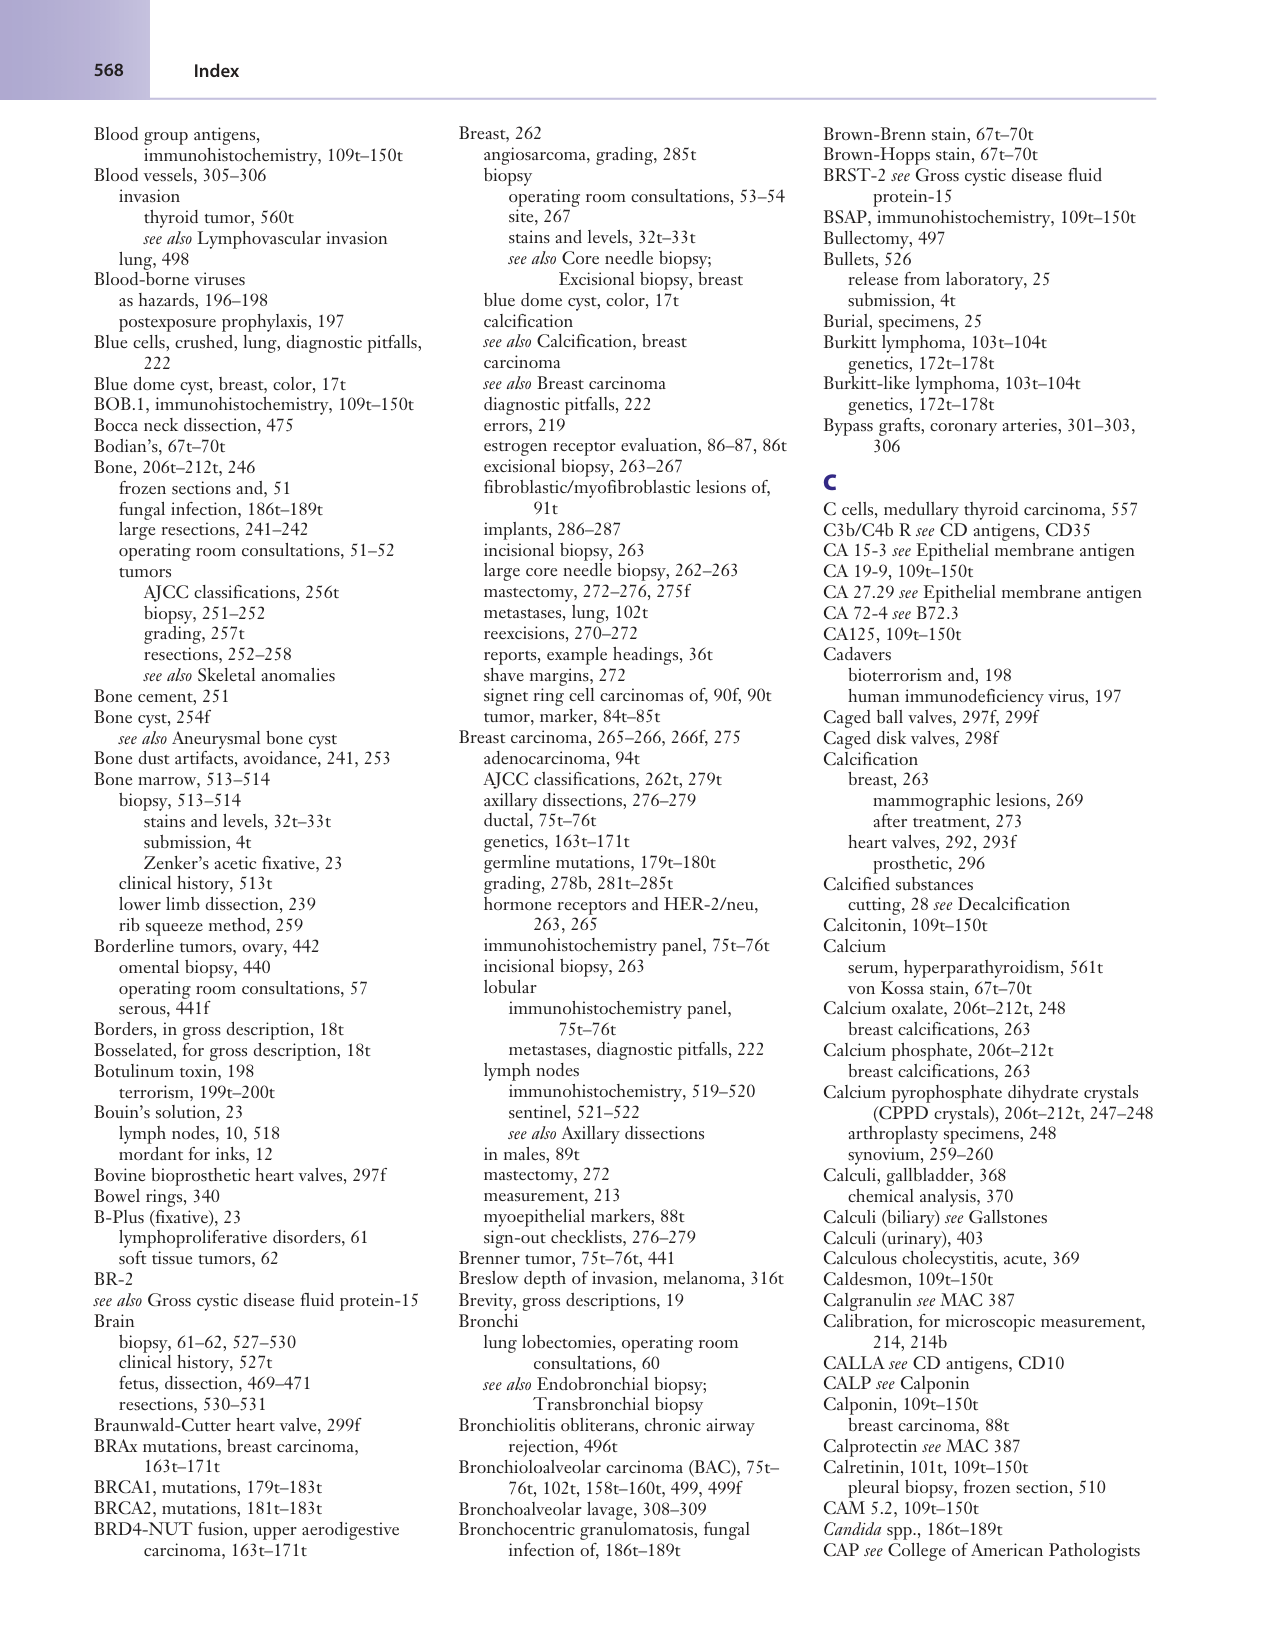 568
Index
Blood group antigens,
immunohistochemistry, 109t–150t
Blood vessels, 305–306
invasion
thyroid tumor, 560t
see also Lymphovascular invasion
lung, 498
Blood-borne viruses
as hazards, 196–198
postexposure prophylaxis, 197
Blue cells, crushed, lung, diagnostic pitfalls,
222
Blue dome cyst, breast, color, 17t
BOB.1, immunohistochemistry, 109t–150t
Bocca neck dissection, 475
Bodian’s, 67t–70t
Bone, 206t–212t, 246
frozen sections and, 51
fungal infection, 186t–189t
large resections, 241–242
operating room consultations, 51–52
tumors
AJCC classifications, 256t
biopsy, 251–252
grading, 257t
resections, 252–258
see also Skeletal anomalies
Bone cement, 251
Bone cyst, 254f
see also Aneurysmal bone cyst
Bone dust artifacts, avoidance, 241, 253
Bone marrow, 513–514
biopsy, 513–514
stains and levels, 32t–33t
submission, 4t
Zenker’s acetic fixative, 23
clinical history, 513t
lower limb dissection, 239
rib squeeze method, 259
Borderline tumors, ovary, 442
omental biopsy, 440
operating room consultations, 57
serous, 441f
Borders, in gross description, 18t
Bosselated, for gross description, 18t
Botulinum toxin, 198
terrorism, 199t–200t
Bouin’s solution, 23
lymph nodes, 10, 518
mordant for inks, 12
Bovine bioprosthetic heart valves, 297f
Bowel rings, 340
B-Plus (fixative), 23
lymphoproliferative disorders, 61
soft tissue tumors, 62
BR-2
see also Gross cystic disease fluid protein-15
Brain
biopsy, 61–62, 527–530
clinical history, 527t
fetus, dissection, 469–471
resections, 530–531
Braunwald-Cutter heart valve, 299f
BRAx mutations, breast carcinoma,
163t–171t
BRCA1, mutations, 179t–183t
BRCA2, mutations, 181t–183t
BRD4-NUT fusion, upper aerodigestive
carcinoma, 163t–171t
Breast, 262
angiosarcoma, grading, 285t
biopsy
operating room consultations, 53–54
site, 267
stains and levels, 32t–33t
see also Core needle biopsy;
Excisional biopsy, breast
blue dome cyst, color, 17t
calcification
see also Calcification, breast
carcinoma
see also Breast carcinoma
diagnostic pitfalls, 222
errors, 219
estrogen receptor evaluation, 86–87, 86t
excisional biopsy, 263–267
fibroblastic/myofibroblastic lesions of,
91t
implants, 286–287
incisional biopsy, 263
large core needle biopsy, 262–263
mastectomy, 272–276, 275f
metastases, lung, 102t
reexcisions, 270–272
reports, example headings, 36t
shave margins, 272
signet ring cell carcinomas of, 90f, 90t
tumor, marker, 84t–85t
Breast carcinoma, 265–266, 266f, 275
adenocarcinoma, 94t
AJCC classifications, 262t, 279t
axillary dissections, 276–279
ductal, 75t–76t
genetics, 163t–171t
germline mutations, 179t–180t
grading, 278b, 281t–285t
hormone receptors and HER-2/neu,
263, 265
immunohistochemistry panel, 75t–76t
incisional biopsy, 263
lobular
immunohistochemistry panel,
75t–76t
metastases, diagnostic pitfalls, 222
lymph nodes
immunohistochemistry, 519–520
sentinel, 521–522
see also Axillary dissections
in males, 89t
mastectomy, 272
measurement, 213
myoepithelial markers, 88t
sign-out checklists, 276–279
Brenner tumor, 75t–76t, 441
Breslow depth of invasion, melanoma, 316t
Brevity, gross descriptions, 19
Bronchi
lung lobectomies, operating room
consultations, 60
see also Endobronchial biopsy;
Transbronchial biopsy
Bronchiolitis obliterans, chronic airway
rejection, 496t
Bronchioloalveolar carcinoma (BAC), 75t–
76t, 102t, 158t–160t, 499, 499f
Bronchoalveolar lavage, 308–309
Bronchocentric granulomatosis, fungal
infection of, 186t–189t
Brown-Brenn stain, 67t–70t
Brown-Hopps stain, 67t–70t
BRST-2 see Gross cystic disease fluid
protein-15
BSAP, immunohistochemistry, 109t–150t
Bullectomy, 497
Bullets, 526
release from laboratory, 25
submission, 4t
Burial, specimens, 25
Burkitt lymphoma, 103t–104t
genetics, 172t–178t
Burkitt-like lymphoma, 103t–104t
genetics, 172t–178t
Bypass grafts, coronary arteries, 301–303,
306
C
C cells, medullary thyroid carcinoma, 557
C3b/C4b R see CD antigens, CD35
CA 15-3 see Epithelial membrane antigen
CA 19-9, 109t–150t
CA 27.29 see Epithelial membrane antigen
CA 72-4 see B72.3
CA125, 109t–150t
Cadavers
bioterrorism and, 198
human immunodeficiency virus, 197
Caged ball valves, 297f, 299f
Caged disk valves, 298f
Calcification
breast, 263
mammographic lesions, 269
after treatment, 273
heart valves, 292, 293f
prosthetic, 296
Calcified substances
cutting, 28 see Decalcification
Calcitonin, 109t–150t
Calcium
serum, hyperparathyroidism, 561t
von Kossa stain, 67t–70t
Calcium oxalate, 206t–212t, 248
breast calcifications, 263
Calcium phosphate, 206t–212t
breast calcifications, 263
Calcium pyrophosphate dihydrate crystals
(CPPD crystals), 206t–212t, 247–248
arthroplasty specimens, 248
synovium, 259–260
Calculi, gallbladder, 368
chemical analysis, 370
Calculi (biliary) see Gallstones
Calculi (urinary), 403
Calculous cholecystitis, acute, 369
Caldesmon, 109t–150t
Calgranulin see MAC 387
Calibration, for microscopic measurement,
214, 214b
CALLA see CD antigens, CD10
CALP see Calponin
Calponin, 109t–150t
breast carcinoma, 88t
Calprotectin see MAC 387
Calretinin, 101t, 109t–150t
pleural biopsy, frozen section, 510
CAM 5.2, 109t–150t
Candida spp., 186t–189t
CAP see College of American Pathologists